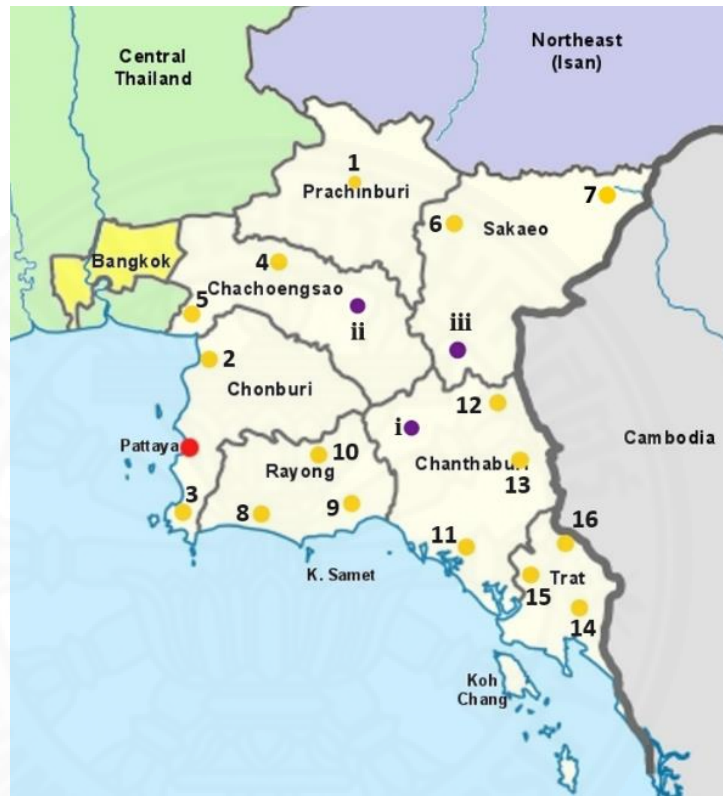 Northeast
(Isan)
Central
Thailand
1
Prachinburi
7
6
Sakaeo
Bangkok
4
Chachoengsao
5
ii
iii
2
Chonburi
12
i
Pattaya
10
Rayong
Chanthaburi
13
Cambodia
3
8
9
11
16
K. Samet
Trat
15
14
Koh
Chang